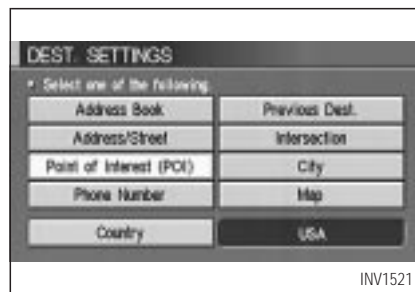 DEST. SETTINGS
Select one of the following
Address Book Previous Dest.
Address/Street Intersection
Point of Interest (POI) City
Phone Number Map
Country USA
INV1521